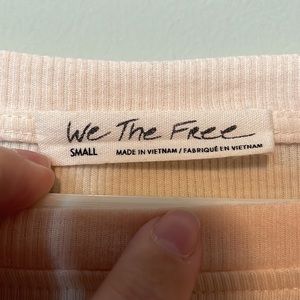 We The Free
SMALL MADE IN VIETNAM / FABRIQUÉ EN VIETNAM